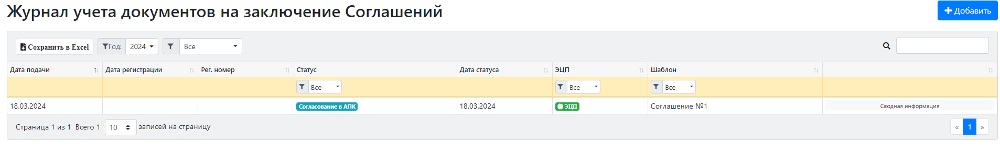 Журнал учета документов на заключение Соглашений
Добавить
Сохранить в Excel Год: 2024 Все
Дата подачи Дата регистрации Рег. номер Статус Дата статуса ЭЦП Шаблон
Все Все Все
18.03.2024 Согласование в АПК 18.03.2024 ЭЦП Соглашение №1 Сводная информация
Страница 1 из 1 Всего 1 10 записей на страницу « 1 »